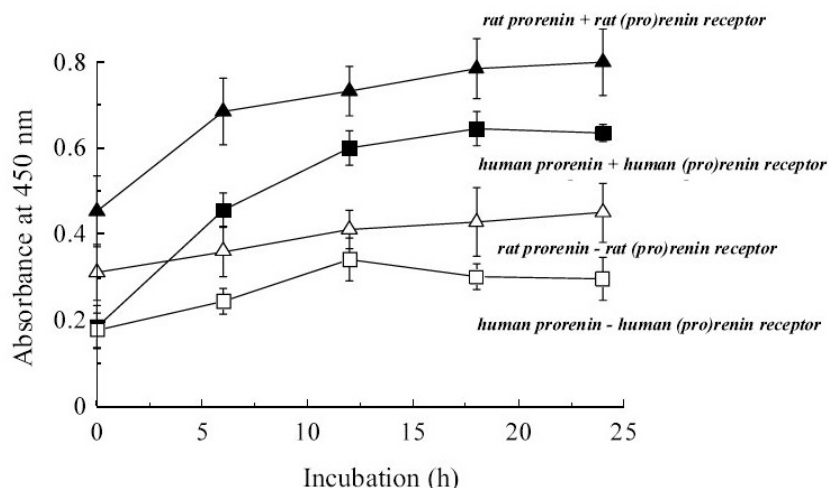 rat prorenin + rat (pro)renin receptor
0.8
0.6
human prorenin + human (pro)renin receptor
0.4
rat prorenin - rat (pro)renin receptor
0.2
human prorenin - human (pro)renin receptor
0
0 5 10 15 20 25
Absorbance at 450 nm
Incubation (h)